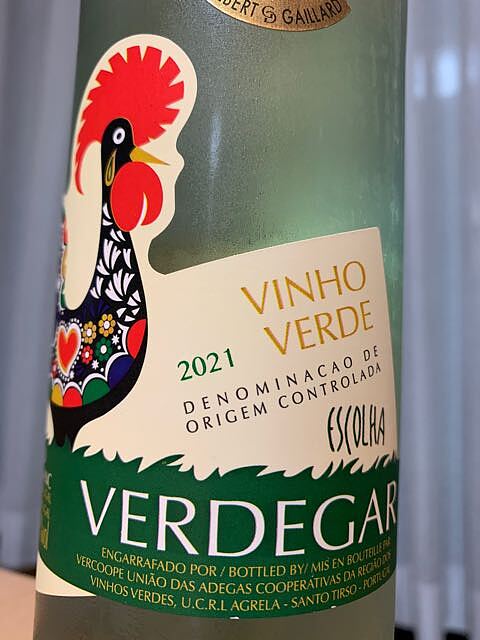 GAILLARD
VINHO
VERDE
2021
DENOMINACAO DE
ORIGEM CONTROLADA
ESCOLHA
VERDEGAR
ENGARRAFADO POR / BOTTLED BY/ MIS EN BOUTEILLE PAR
VERCOOPE UNIÃO DAS ADEGAS COOPERATIVAS DA REGIÃO DOS
VINHOS VERDES, U.C.R.L AGRELA - SANTO TIRSO - PORTUGAL